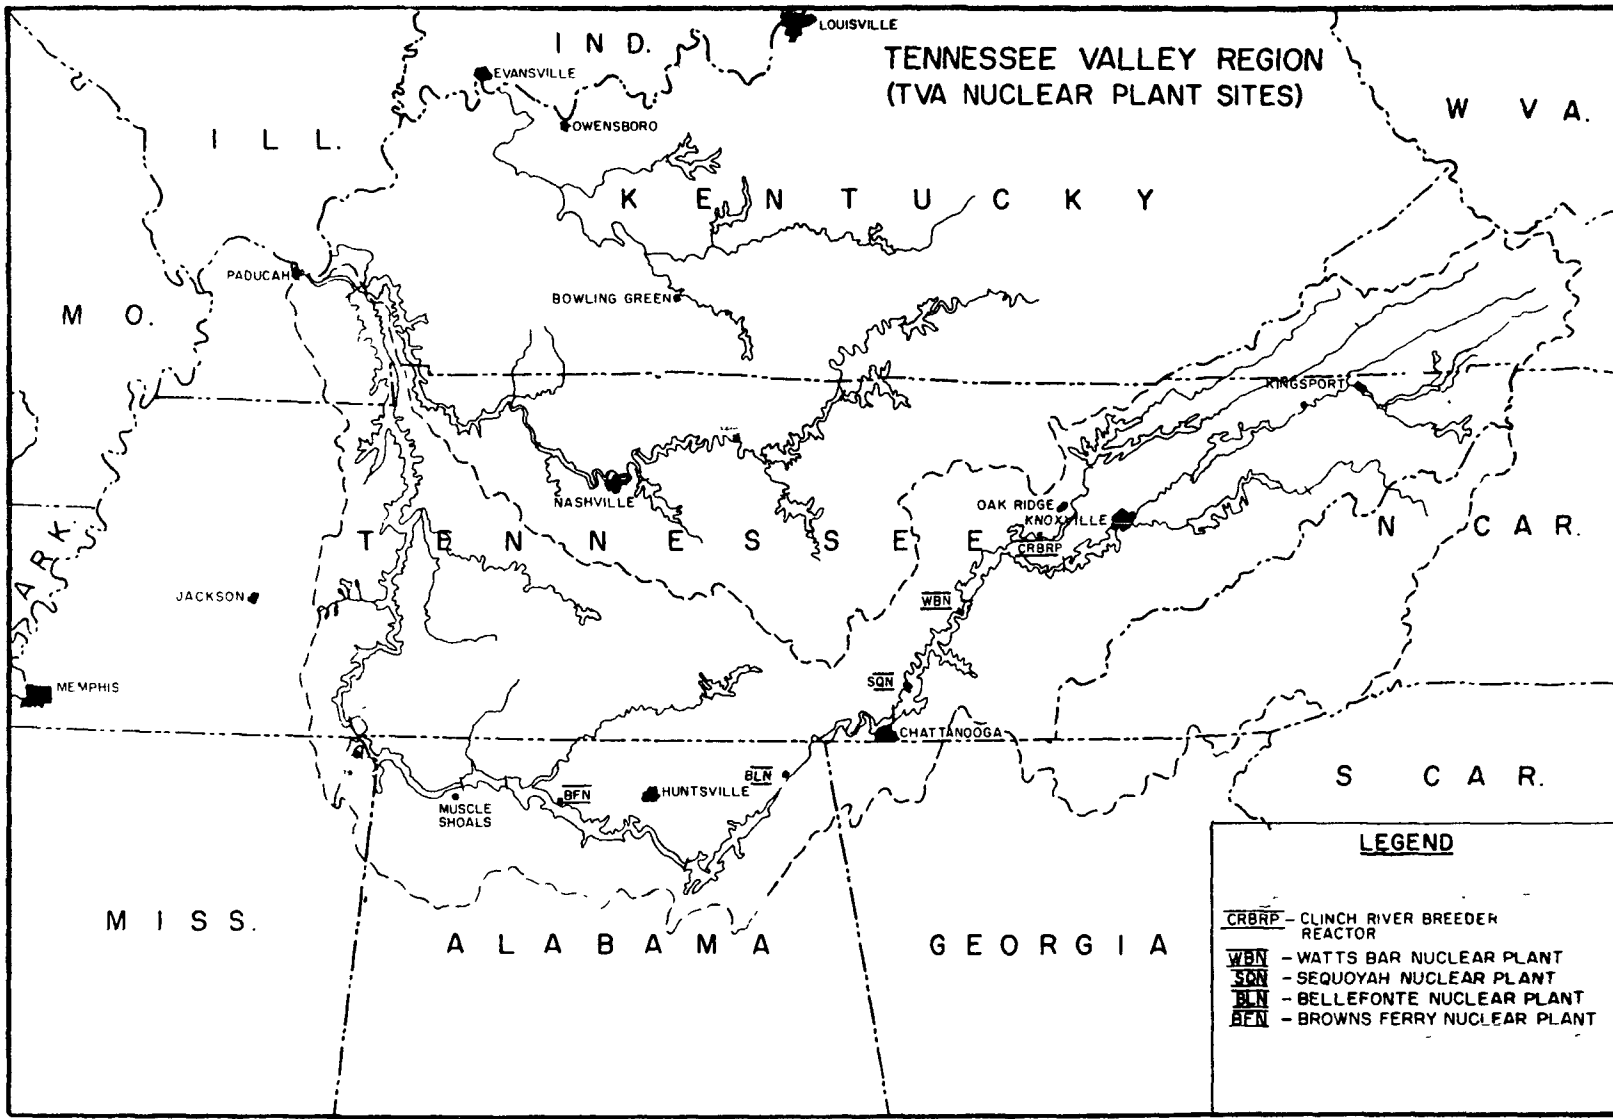 LOUISVILLE
IND.
TENNESSEE VALLEY REGION
(TVA NUCLEAR PLANT SITES)
EVANSVILLE
W VA.
OWENSBORO
ILL.
KENTUCKY
PADUCAH
BOWLING GREEN
MO.
KINGSPORT
NASHVILLE
OAK RIDGE
KNOXVILLE
TENNESSEE
N CAR.
CRBRP
ARK
JACKSON
WBN
MEMPHIS
SQN
CHATTANOOGA
BLN
S CAR.
HUNTSVILLE
BFN
MUSCLE
SHOALS
MISS.
ALABAMA
GEORGIA
LEGEND
CRBRP – CLINCH RIVER BREEDER
REACTOR
WBN – WATTS BAR NUCLEAR PLANT
SQN – SEQUOYAH NUCLEAR PLANT
BLN – BELLEFONTE NUCLEAR PLANT
BFN – BROWNS FERRY NUCLEAR PLANT